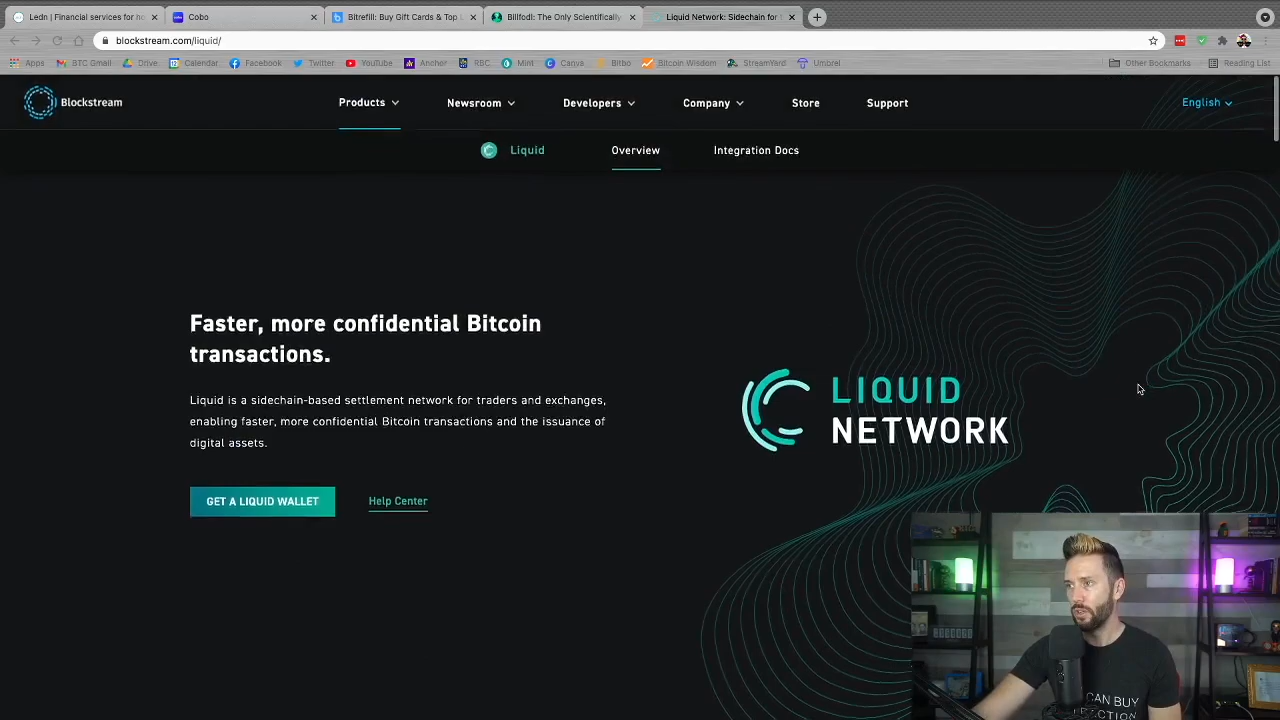 Ledn | Financial services for ho
Cobo
Bitrefill: Buy Gift Cards & Top U
Billfodl: The Only Scientifically
Liquid Network: Sidechain for
blockstream.com/liquid/
Apps
BTC Gmail
Drive
Calendar
Facebook
Twitter
YouTube
Anchor
RBC
Mint
Canva
Bitbo
Bitcoin Wisdom
StreamYard
Umbrel
Other Bookmarks
Reading List
Blockstream
Products
Newsroom
Developers
Company
Store
Support
English
Liquid
Overview
Integration Docs
Faster, more confidential Bitcoin
transactions.
Liquid is a sidechain-based settlement network for traders and exchanges,
enabling faster, more confidential Bitcoin transactions and the issuance of
digital assets.
GET A LIQUID WALLET
Help Center
LIQUID
NETWORK
CAN BUY